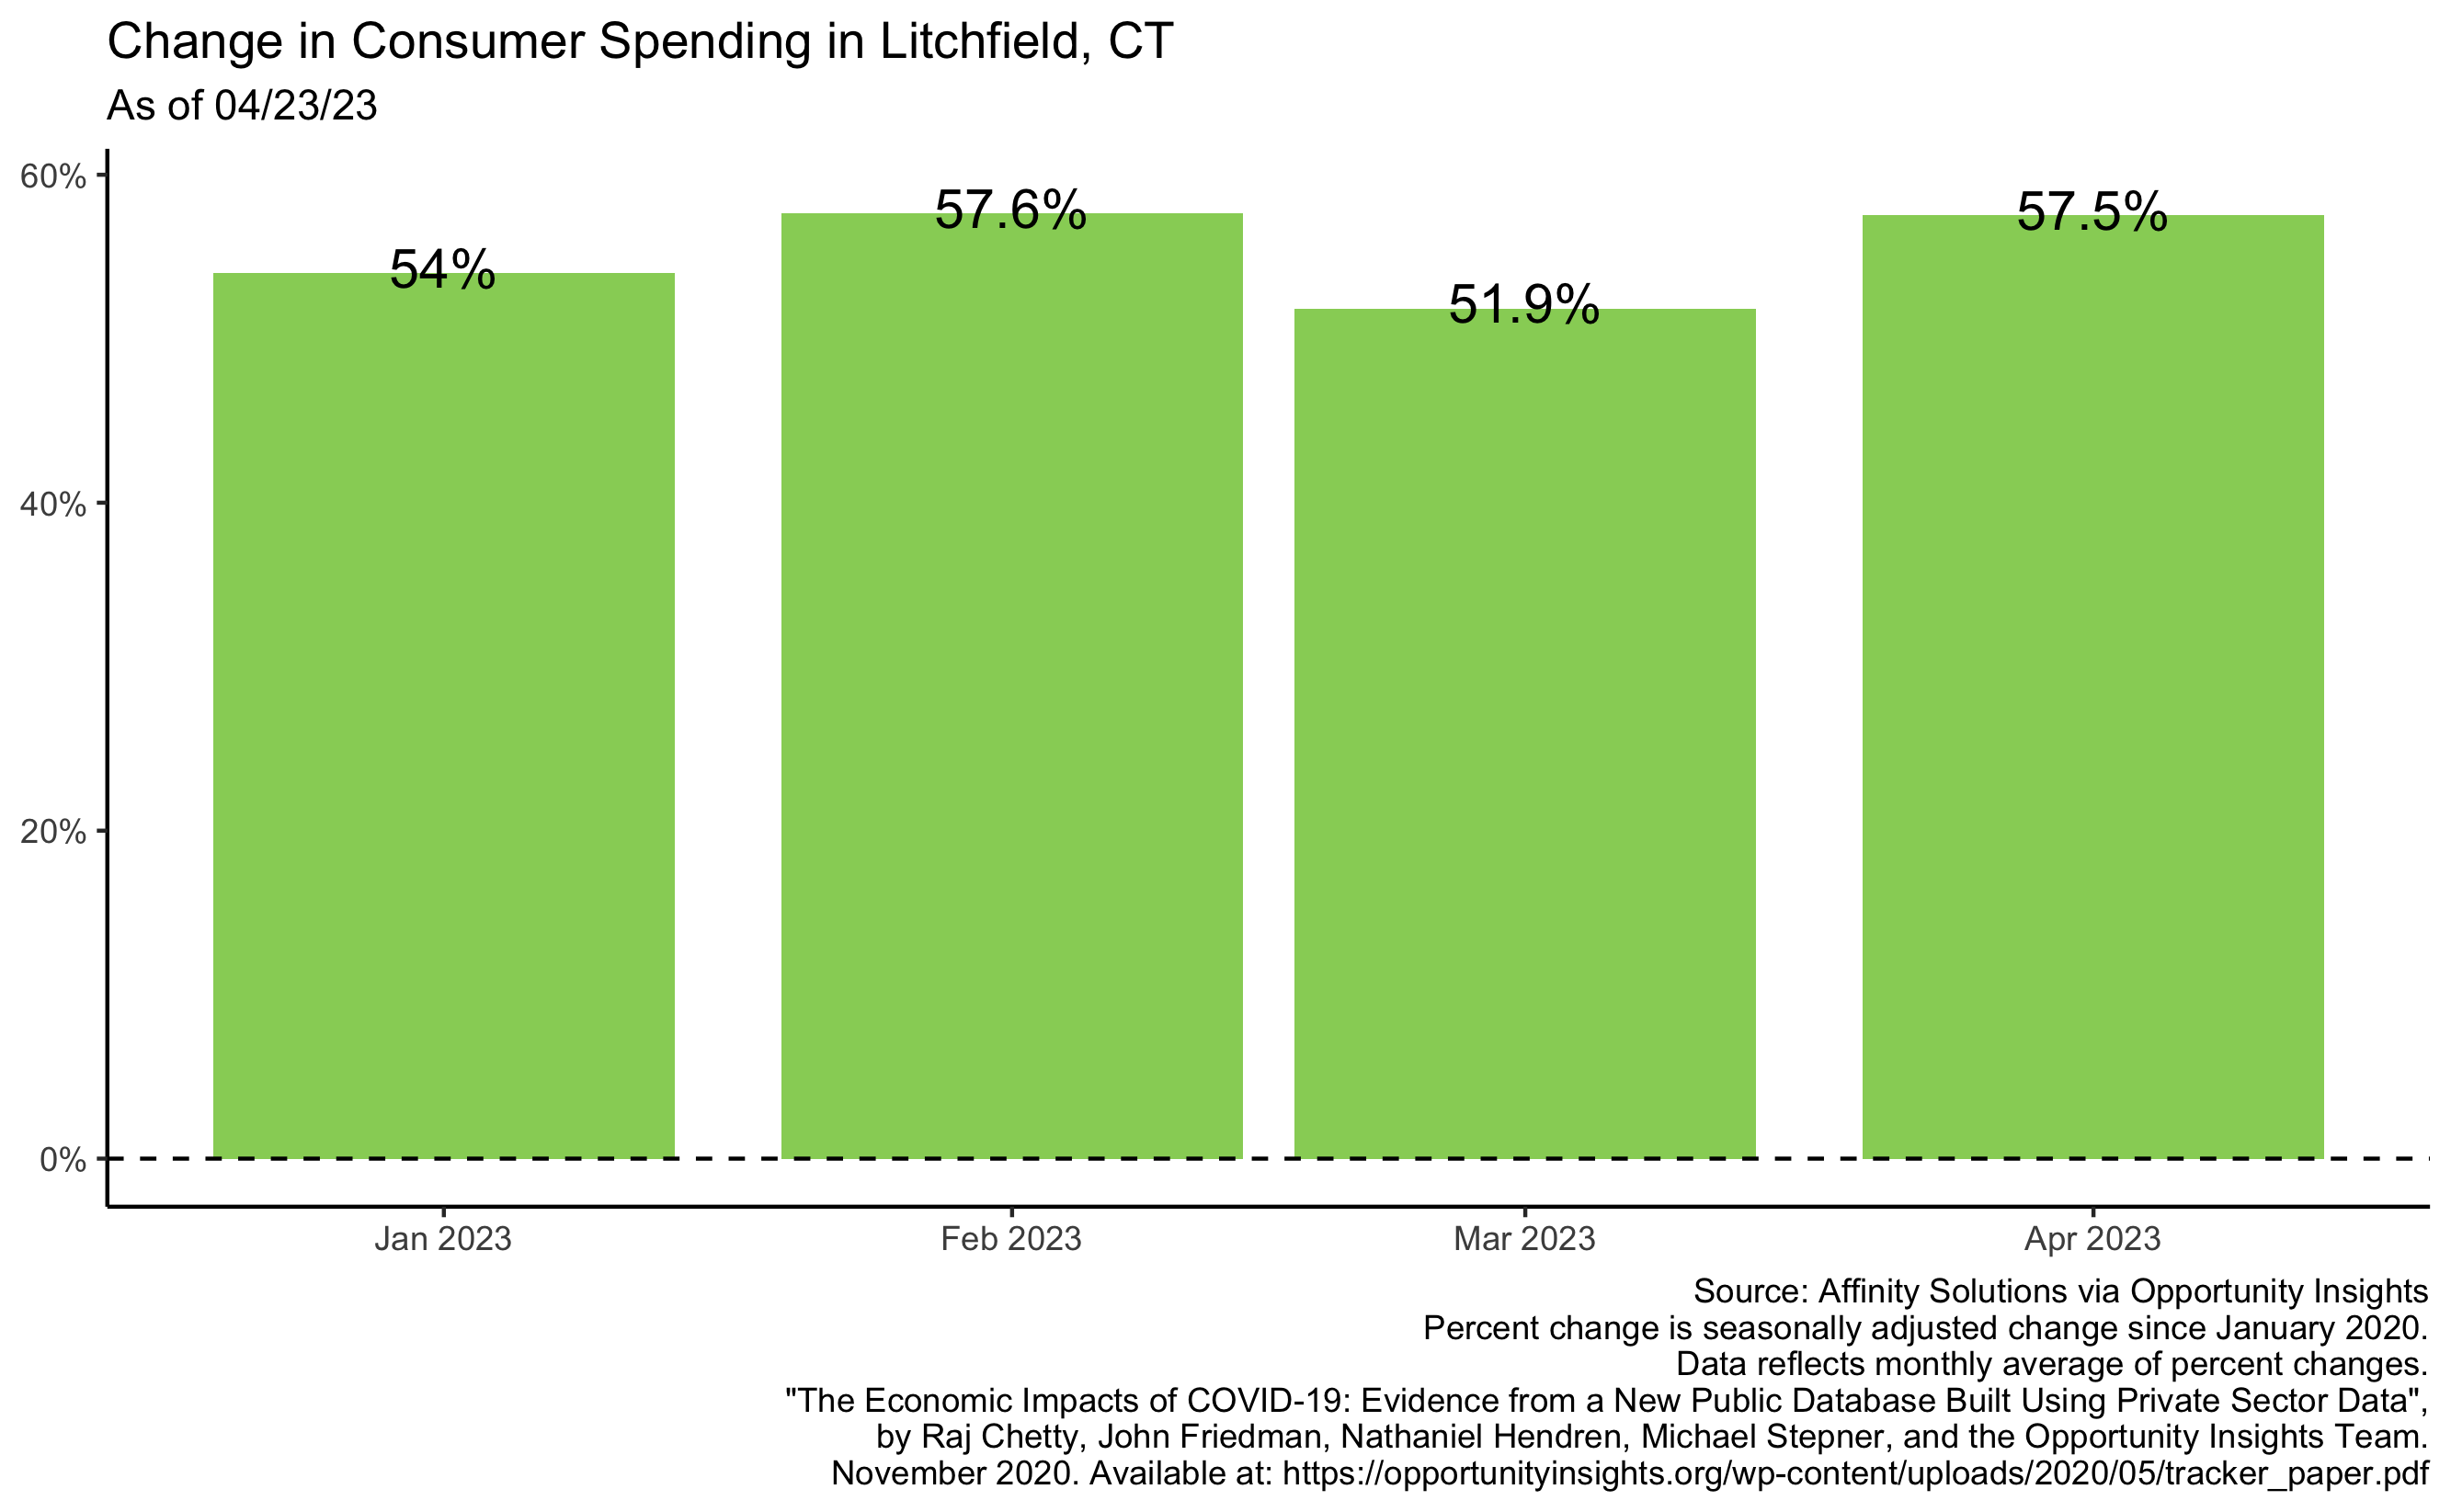 Change in Consumer Spending in Litchfield, CT
As of 04/23/23
60%
40%
20%
0%
54%
57.6%
51.9%
57.5%
Jan 2023
Feb 2023
Mar 2023
Apr 2023
Source: Affinity Solutions via Opportunity Insights
Percent change is seasonally adjusted change since January 2020.
Data reflects monthly average of percent changes.
"The Economic Impacts of COVID-19: Evidence from a New Public Database Built Using Private Sector Data",
by Raj Chetty, John Friedman, Nathaniel Hendren, Michael Stepner, and the Opportunity Insights Team.
November 2020. Available at: https://opportunityinsights.org/wp-content/uploads/2020/05/tracker_paper.pdf